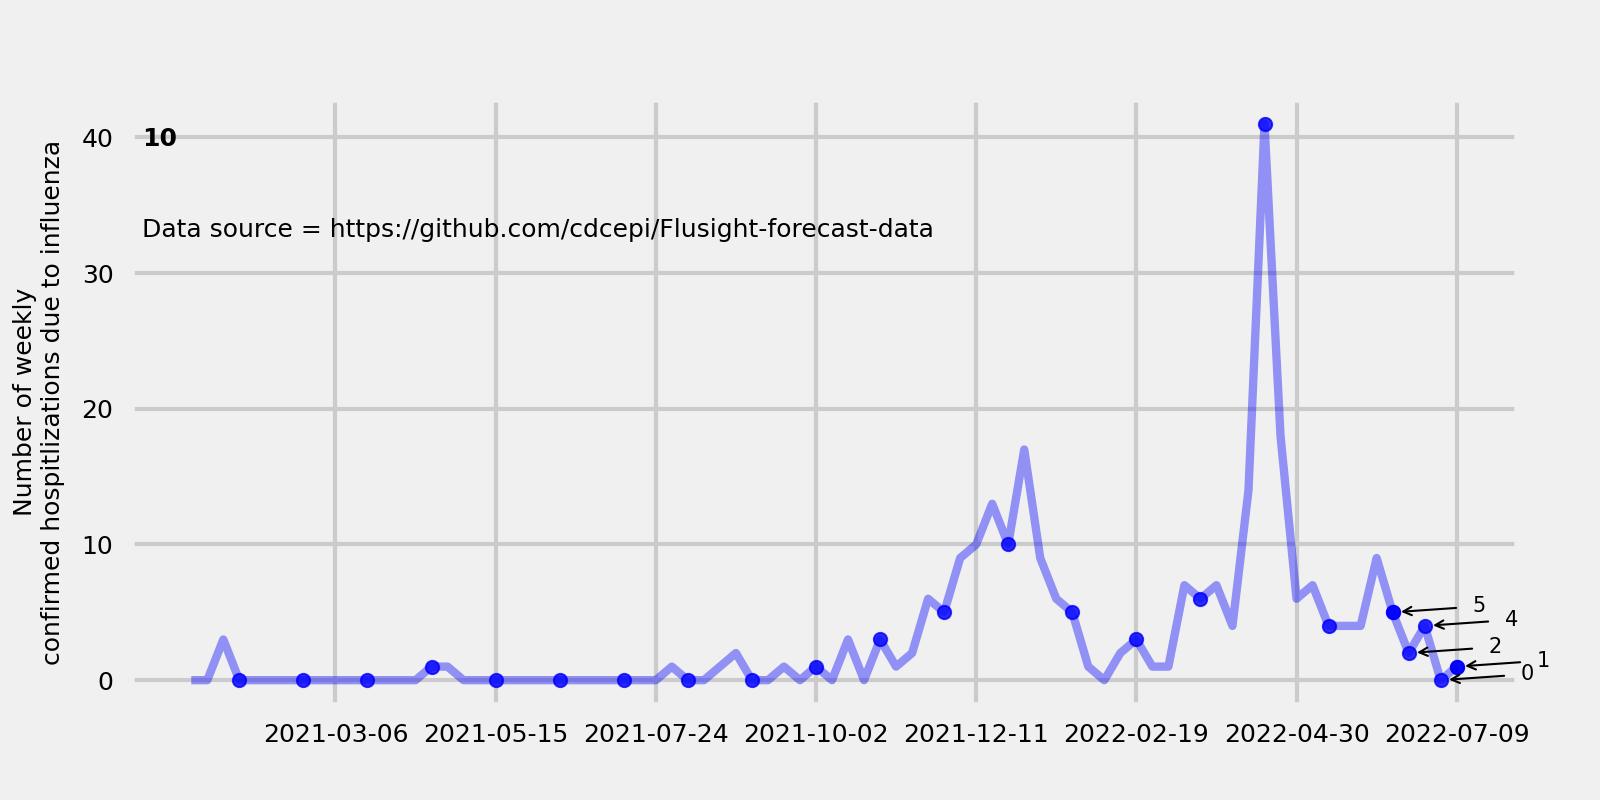 Number of weekly
confirmed hospitlizations due to influenza
40
30
20
10
0
10
Data source = https://github.com/cdcepi/Flusight-forecast-data
5
4
2
1
0
2021-03-06 2021-05-15 2021-07-24 2021-10-02 2021-12-11 2022-02-19 2022-04-30 2022-07-09